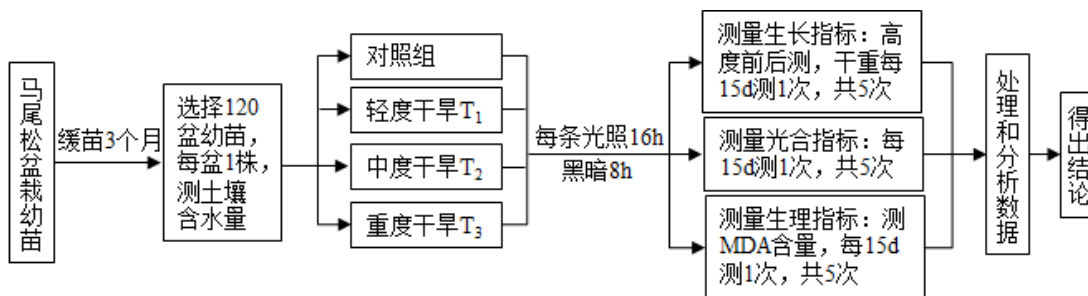 马尾松盆栽幼苗
缓苗3个月
选择120
盆幼苗，
每盆1株，
测土壤
含水量
对照组
轻度干旱T₁
中度干旱T₂
重度干旱T₃
每条光照16h
黑暗8h
测量生长指标：高
度前后测，干重每
15d测1次，共5次
测量光合指标：每
15d测1次，共5次
测量生理指标：测
MDA含量，每15d
测1次，共5次
处理和分析数据
得出结论